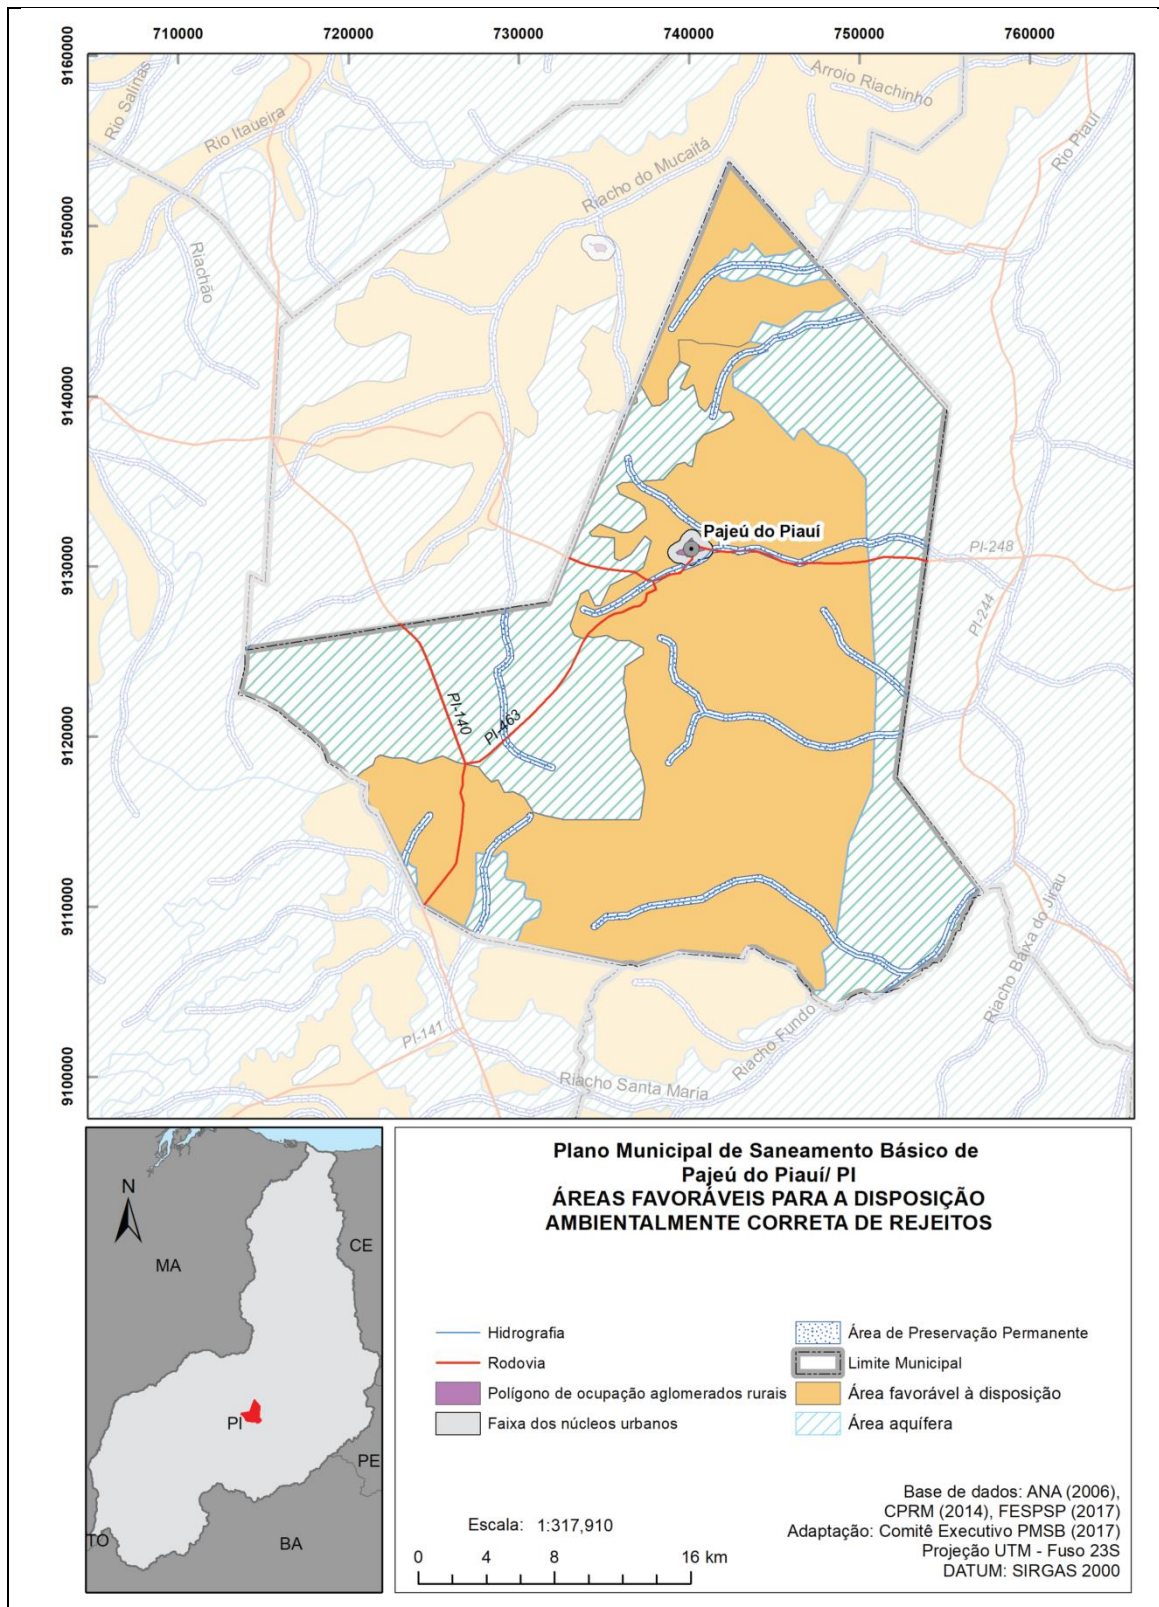 710000 720000 730000 740000 750000 760000
9160000
9150000
9140000
9130000
9120000
9110000
9100000
Rio Salinas
Rio Itaueira
Arroio Riachinho
Rio Piauí
Riacho do Mucaitá
Riachão
Pajeú do Piauí
PI-248
PI-244
PI-140
PI-463
PI-141
Riacho Baixa do Jirau
Riacho Fundo
Riacho Santa Maria
N
MA
CE
PI
PE
TO
BA
Plano Municipal de Saneamento Básico de
Pajeú do Piauí/ PI
ÁREAS FAVORÁVEIS PARA A DISPOSIÇÃO
AMBIENTALMENTE CORRETA DE REJEITOS
Hidrografia
Rodovia
Polígono de ocupação aglomerados rurais
Faixa dos núcleos urbanos
Área de Preservação Permanente
Limite Municipal
Área favorável à disposição
Área aquífera
Escala: 1:317,910
0 4 8 16 km
Base de dados: ANA (2006),
CPRM (2014), FESPSP (2017)
Adaptação: Comitê Executivo PMSB (2017)
Projeção UTM - Fuso 23S
DATUM: SIRGAS 2000